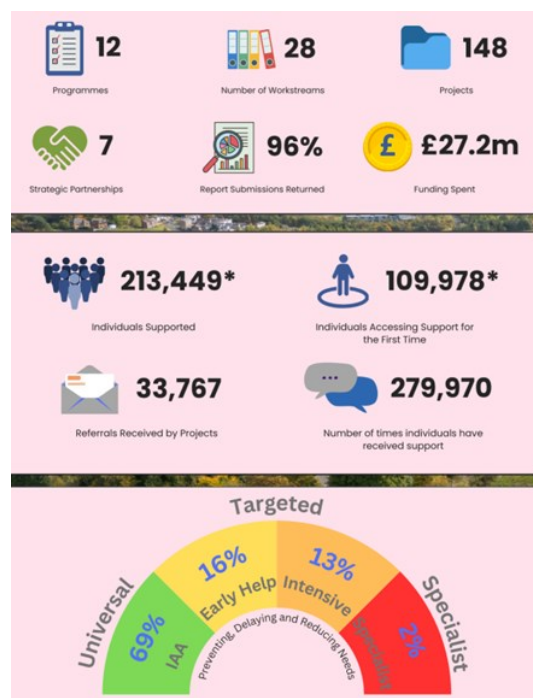 12
Programmes
28
Number of Workstreams
148
Projects
7
Strategic Partnerships
96%
Report Submissions Returned
£
£27.2m
Funding Spent
213,449*
Individuals Supported
109,978*
Individuals Accessing Support for
the First Time
33,767
Referrals Received by Projects
279,970
Number of times individuals have
received support
Universal
Targeted
Specialist
69%
IAA
16%
Early Help
13%
Intensive
2%
Specialist
Preventing, Delaying and Reducing Needs